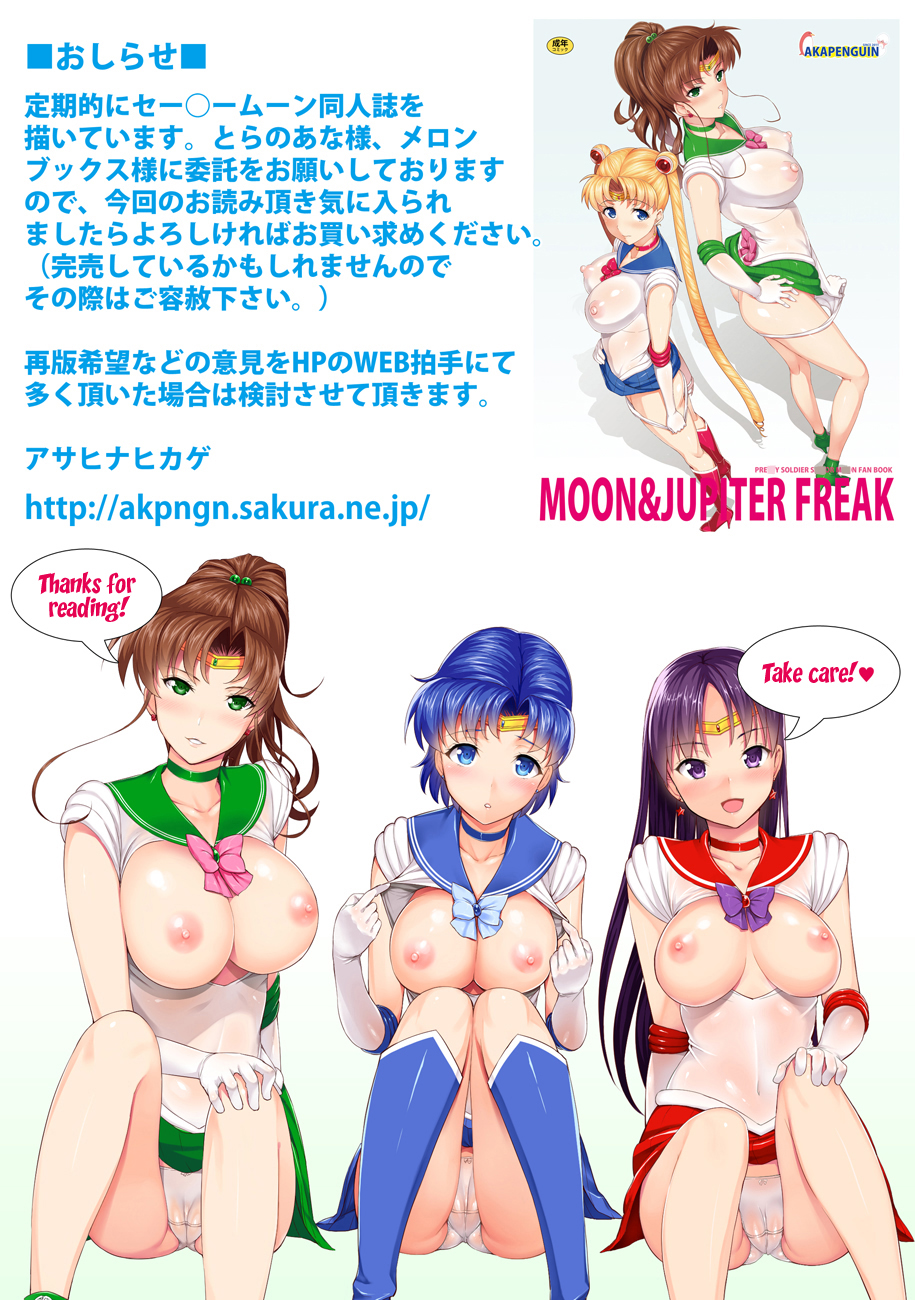 ■おしらせ■
定期的にセー○ームーン同人誌を
描いています。とらのあな様、メロン
ブックス様に委託をお願いしております
ので、今回のお読み頂き気に入られ
ましたらよろしければお買い求めください。
（完売しているかもしれませんので
その際はご容赦下さい。）
再版希望などの意見をHPのWEB拍手にて
多く頂いた場合は検討させて頂きます。
アサヒナヒカゲ
http://akpngn.sakura.ne.jp/
成年
コミック
AKAPENGUIN
SOLDIER
FAN BOOK
MOON&JUPITER FREAK
Thanks for
reading!
Take care!♥